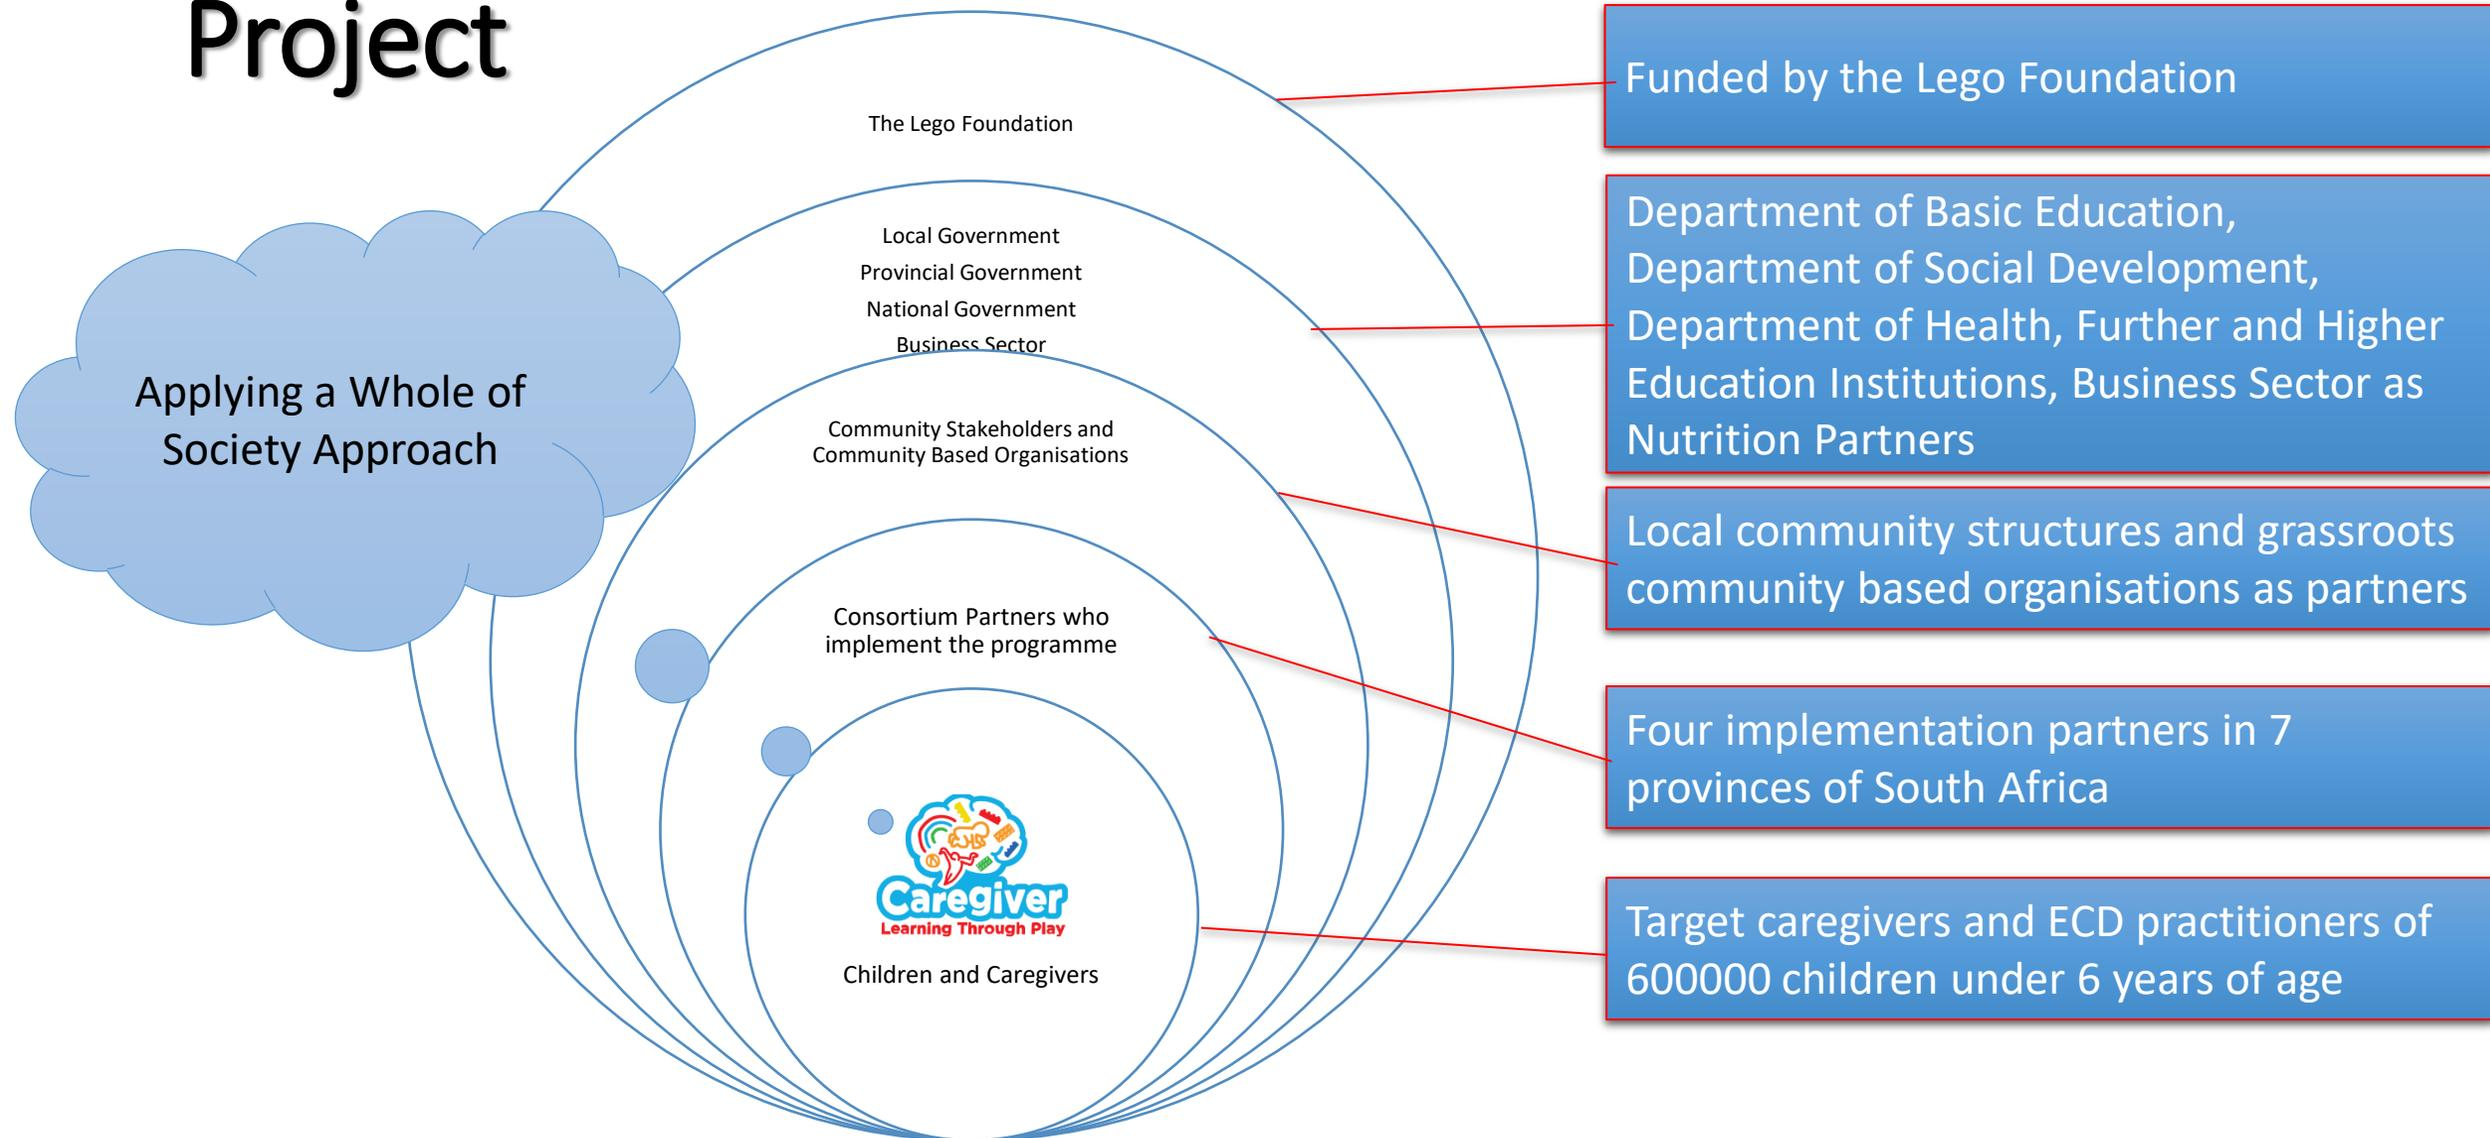 Project
The Lego Foundation
Local Government
Provincial Government
National Government
Business Sector
Community Stakeholders and
Community Based Organisations
Consortium Partners who
implement the programme
Caregiver
Learning Through Play
Children and Caregivers
Applying a Whole of
Society Approach
Funded by the Lego Foundation
Department of Basic Education,
Department of Social Development,
Department of Health, Further and Higher
Education Institutions, Business Sector as
Nutrition Partners
Local community structures and grassroots
community based organisations as partners
Four implementation partners in 7
provinces of South Africa
Target caregivers and ECD practitioners of
600000 children under 6 years of age